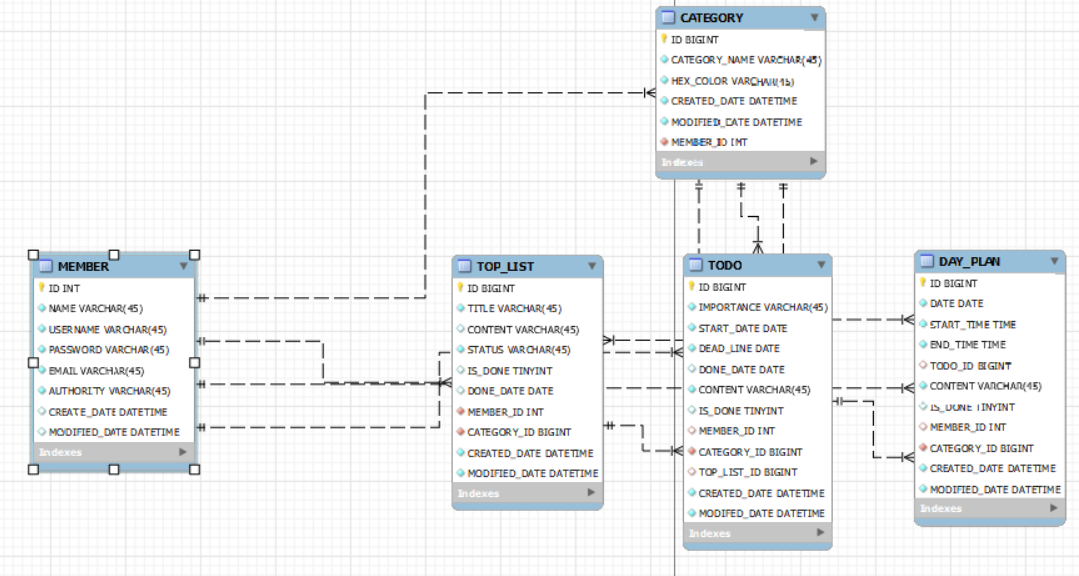 CATEGORY
ID BIGINT
CATEGORY_NAME VARCHAR(45)
HEX_COLOR VARCHAR(45)
CREATED_DATE DATETIME
MODIFIED_DATE DATETIME
MEMBER_ID INT
Indexes
MEMBER
ID INT
NAME VARCHAR(45)
USERNAME VARCHAR(45)
PASSWORD VARCHAR(45)
EMAIL VARCHAR(45)
AUTHORITY VARCHAR(45)
CREATE_DATE DATETIME
MODIFIED_DATE DATETIME
Indexes
TOP_LIST
ID BIGINT
TITLE VARCHAR(45)
CONTENT VARCHAR(45)
STATUS VARCHAR(45)
IS_DONE TINYINT
DONE_DATE DATE
MEMBER_ID INT
CATEGORY_ID BIGINT
CREATED_DATE DATETIME
MODIFIED_DATE DATETIME
Indexes
TODO
ID BIGINT
IMPORTANCE VARCHAR(45)
START_DATE DATE
DEAD_LINE DATE
DONE_DATE DATE
CONTENT VARCHAR(45)
IS_DONE TINYINT
MEMBER_ID INT
CATEGORY_ID BIGINT
TOP_LIST_ID BIGINT
CREATED_DATE DATETIME
MODIFED_DATE DATETIME
Indexes
DAY_PLAN
ID BIGINT
DATE DATE
START_TIME TIME
END_TIME TIME
TODO_ID BIGINT
CONTENT VARCHAR(45)
IS_DONE TINYINT
MEMBER_ID INT
CATEGORY_ID BIGINT
CREATED_DATE DATETIME
MODIFIED_DATE DATETIME
Indexes